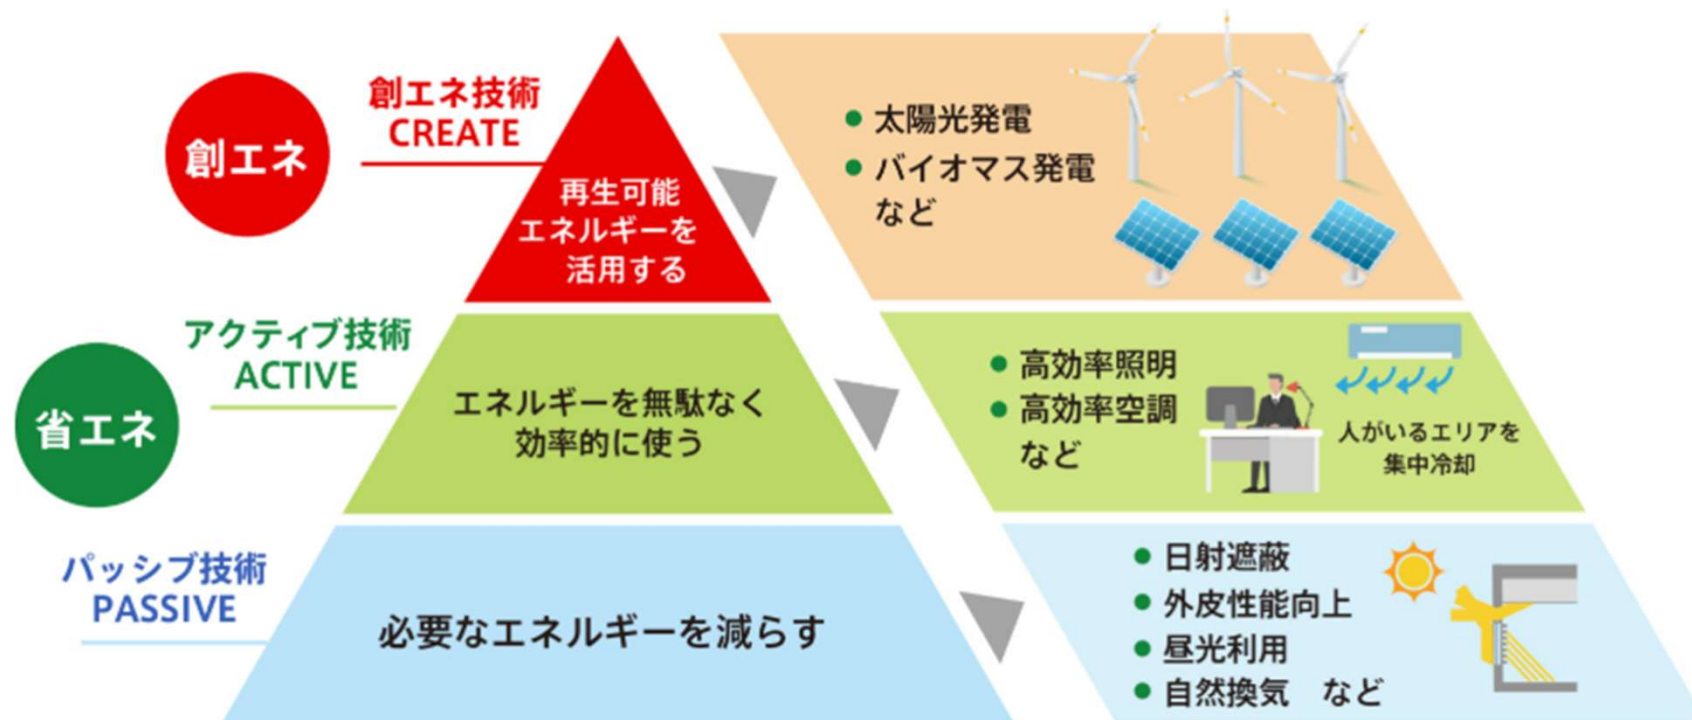 創エネ
創エネ技術
CREATE
再生可能
エネルギーを
活用する
太陽光発電
バイオマス発電
など
省エネ
アクティブ技術
ACTIVE
エネルギーを無駄なく
効率的に使う
高効率照明
高効率空調
など
人がいるエリアを
集中冷却
パッシブ技術
PASSIVE
必要なエネルギーを減らす
日射遮蔽
外皮性能向上
昼光利用
自然換気　など